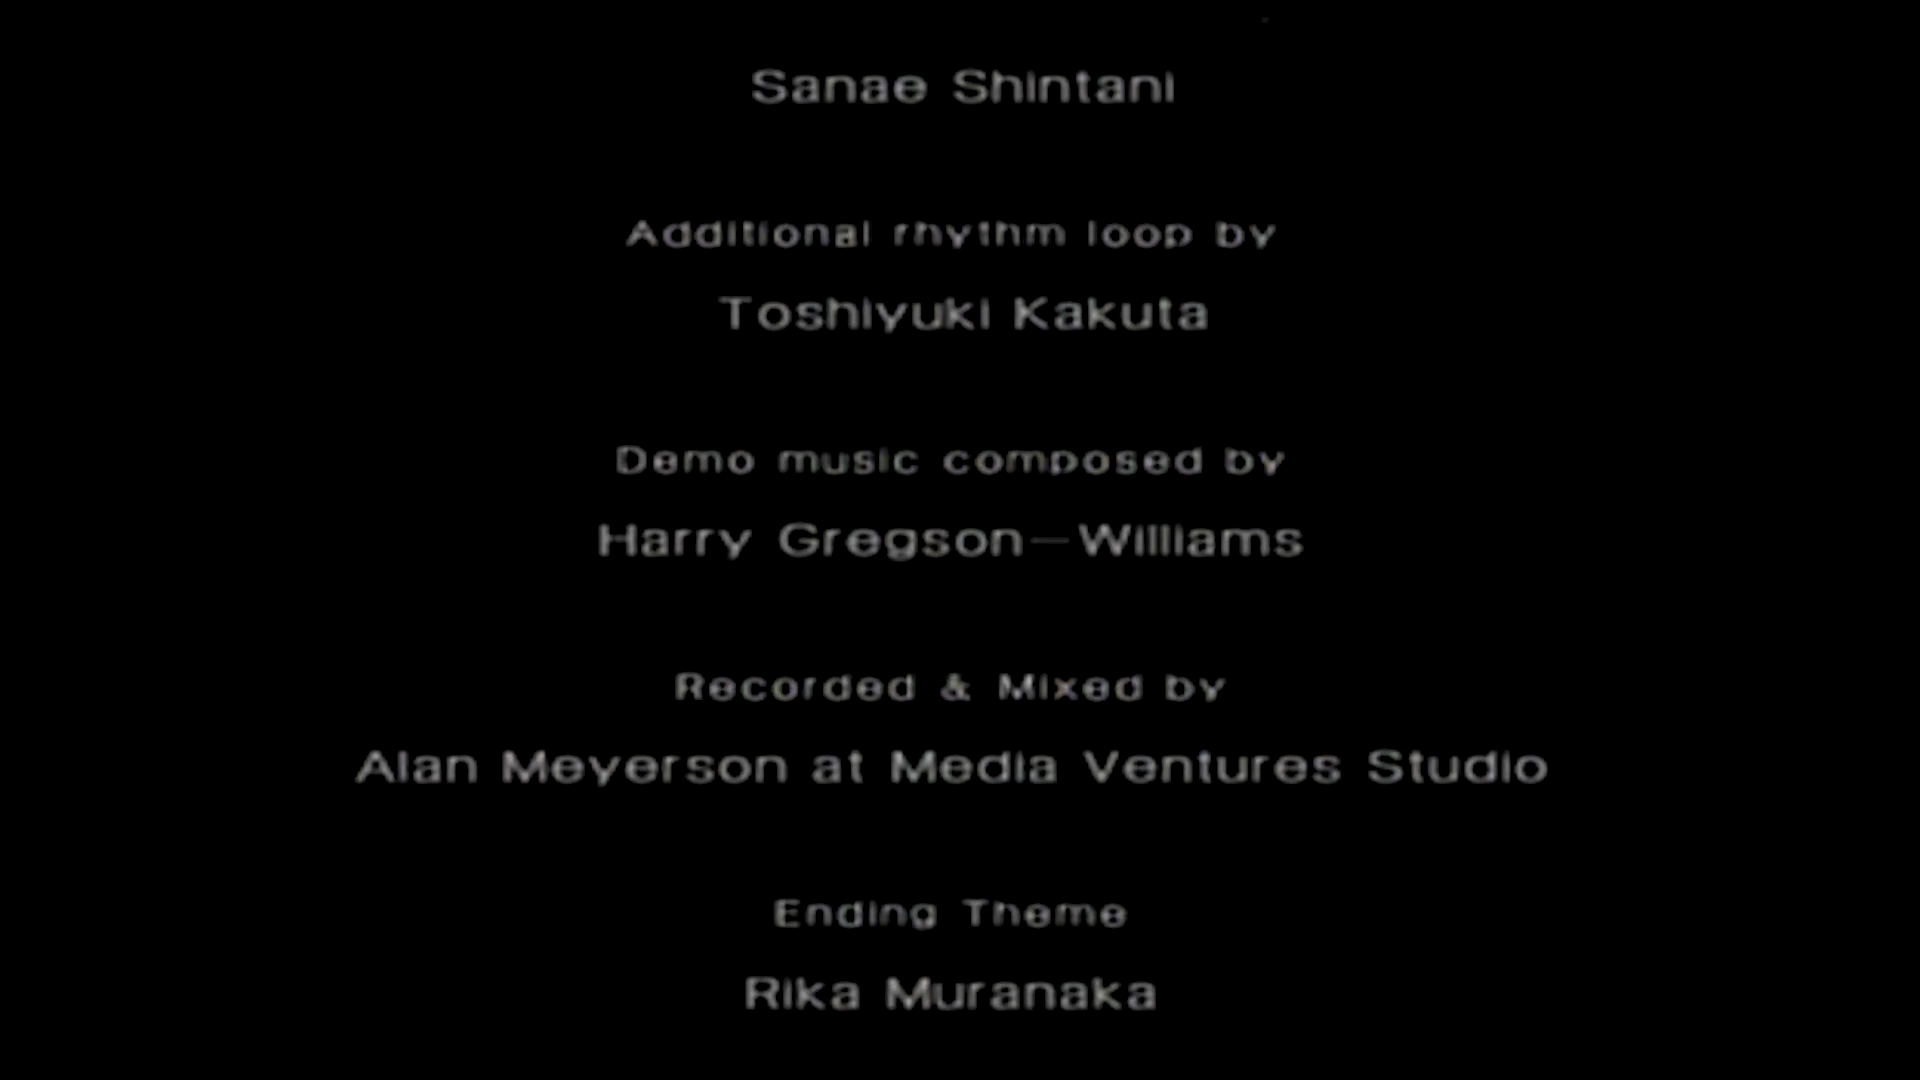 Sanae Shintani
Additional rhythm loop by
Toshiyuki Kakuta
Demo music composed by
Harry Gregson-Williams
Recorded & Mixed by
Alan Meyerson at Media Ventures Studio
Ending Theme
Rika Muranaka